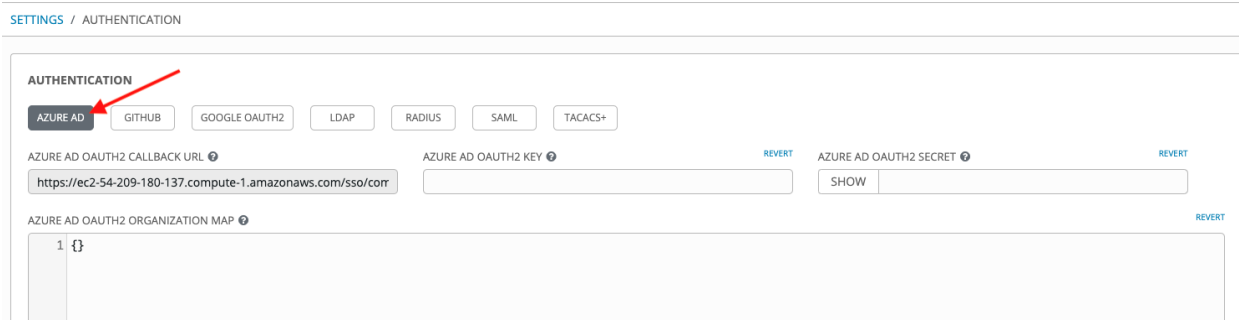 SETTINGS / AUTHENTICATION
AUTHENTICATION
AZURE AD GITHUB GOOGLE OAUTH2 LDAP RADIUS SAML TACACS+
AZURE AD OAUTH2 CALLBACK URL ? AZURE AD OAUTH2 KEY ? REVERT AZURE AD OAUTH2 SECRET ? REVERT
https://ec2-54-209-180-137.compute-1.amazonaws.com/sso/com SHOW
AZURE AD OAUTH2 ORGANIZATION MAP ? REVERT
1 {}